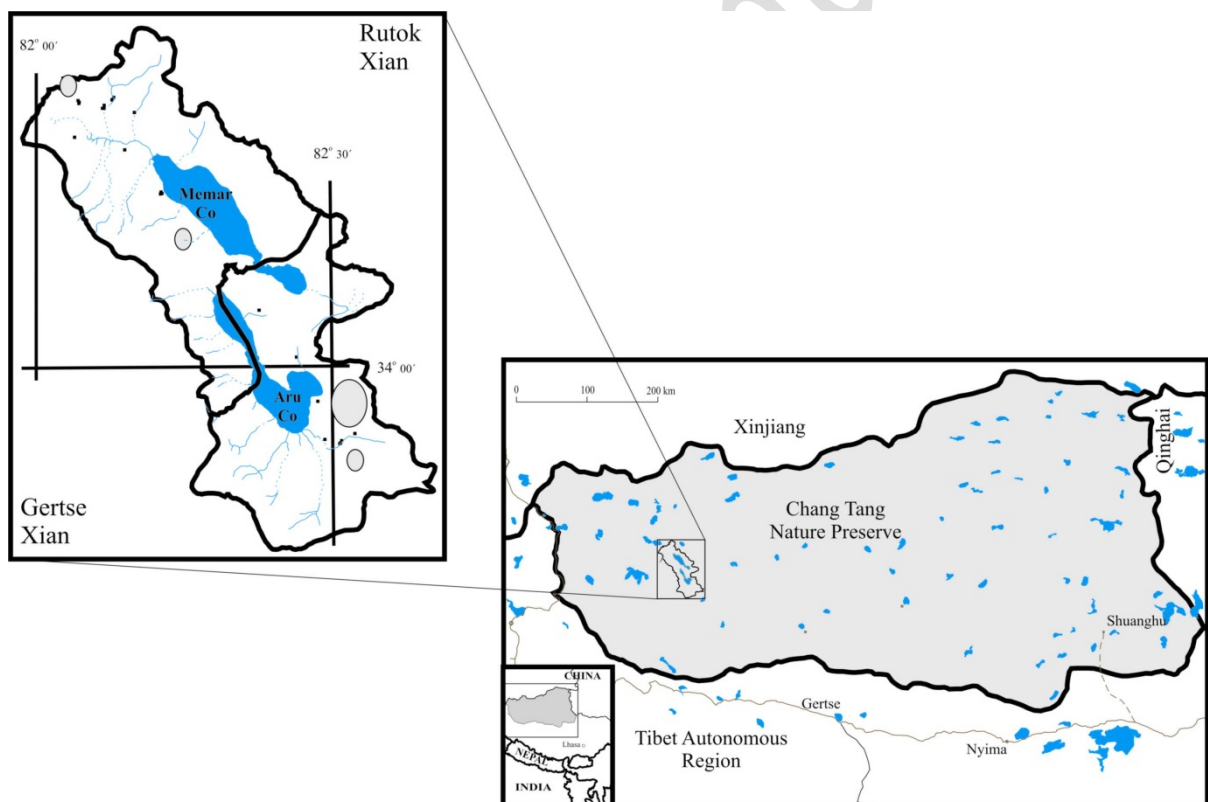 Rutok
Xian
82° 00´
82° 30´
Memar
Co
34° 00´
Aru
Co
Gertse
Xian
0 100 200 km
Xinjiang
Qinghai
Chang Tang
Nature Preserve
Shuanghu
Gertse
Nyima
Tibet Autonomous
Region
CHINA
Lhasa
NEPAL
INDIA